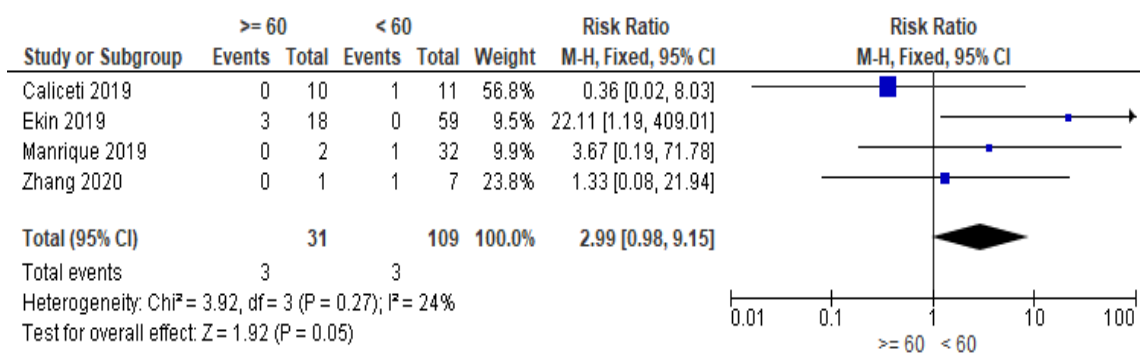 >= 60 < 60 Risk Ratio Risk Ratio
Study or Subgroup Events Total Events Total Weight M-H, Fixed, 95% CI M-H, Fixed, 95% CI
Caliceti 2019 0 10 1 11 56.8% 0.36 [0.02, 8.03]
Ekin 2019 3 18 0 59 9.5% 22.11 [1.19, 409.01]
Manrique 2019 0 2 1 32 9.9% 3.67 [0.19, 71.78]
Zhang 2020 0 1 1 7 23.8% 1.33 [0.08, 21.94]
Total (95% CI) 31 109 100.0% 2.99 [0.98, 9.15]
Total events 3 3
Heterogeneity: Chi² = 3.92, df = 3 (P = 0.27); I² = 24%
Test for overall effect: Z = 1.92 (P = 0.05)
0.01 0.1 1 10 100
>= 60 < 60